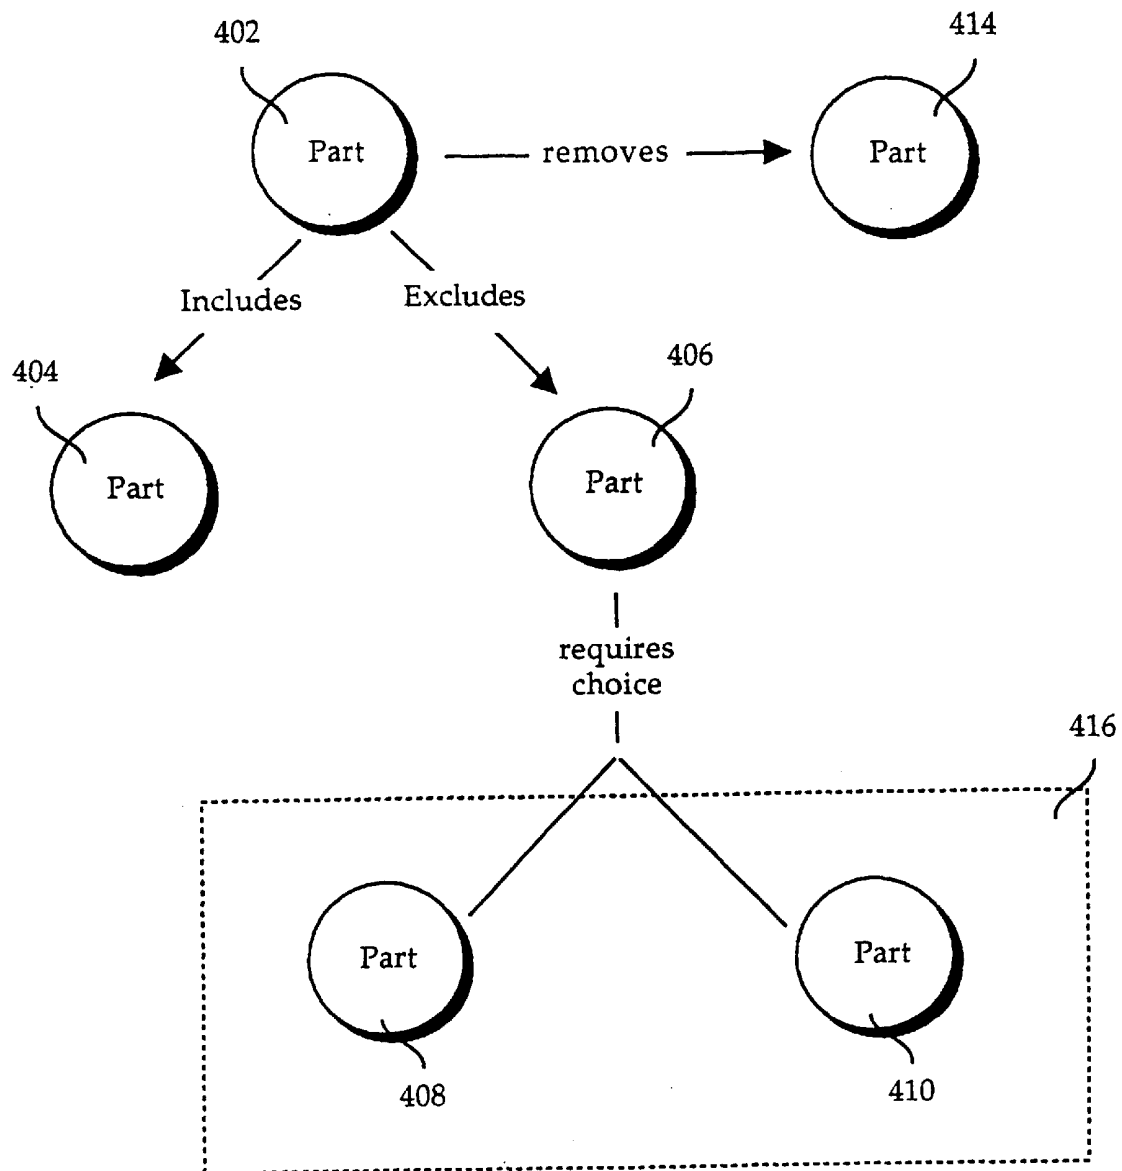 402
414
Part
removes
Part
Includes
Excludes
404
406
Part
Part
requires
choice
416
Part
Part
408
410